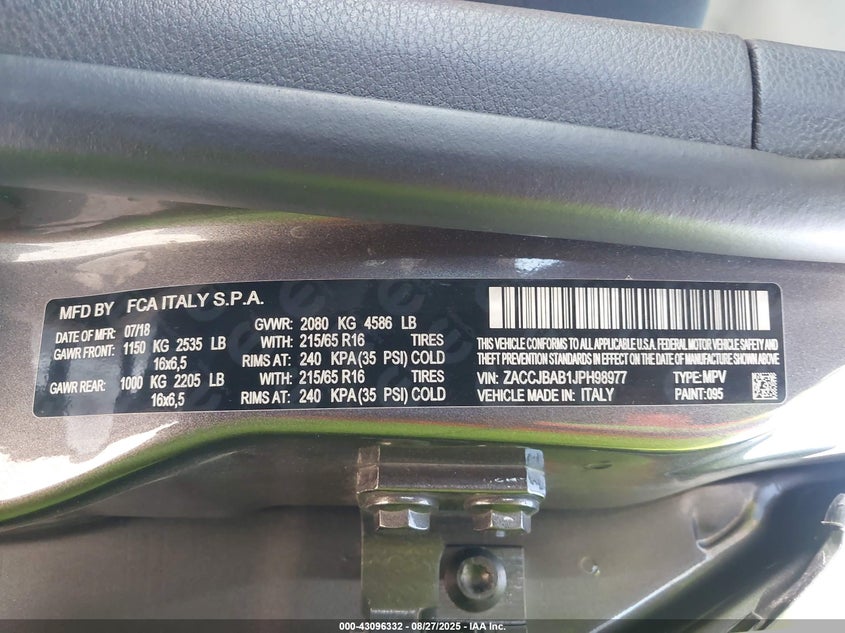 MFD BY FCA ITALY S.P.A.
DATE OF MFR: 07/18 GVWR: 2080 KG 4586 LB
GAWR FRONT: 1150 KG 2535 LB WITH: 215/65 R16 TIRES
16x6,5 RIMS AT: 240 KPA (35 PSI) COLD
GAWR REAR: 1000 KG 2205 LB WITH: 215/65 R16 TIRES
16x6,5 RIMS AT: 240 KPA (35 PSI) COLD
THIS VEHICLE CONFORMS TO ALL APPLICABLE U.S.A. FEDERAL MOTOR VEHICLE SAFETY, BUMPER AND
THEFT PREVENTION STANDARDS IN EFFECT ON THE DATE OF MANUFACTURE SHOWN ABOVE.
VIN: ZACCJBAB1JPH98977 TYPE: MPV
VEHICLE MADE IN: ITALY PAINT: 095
000-43096332 - 08/27/2025 - IAA Inc.